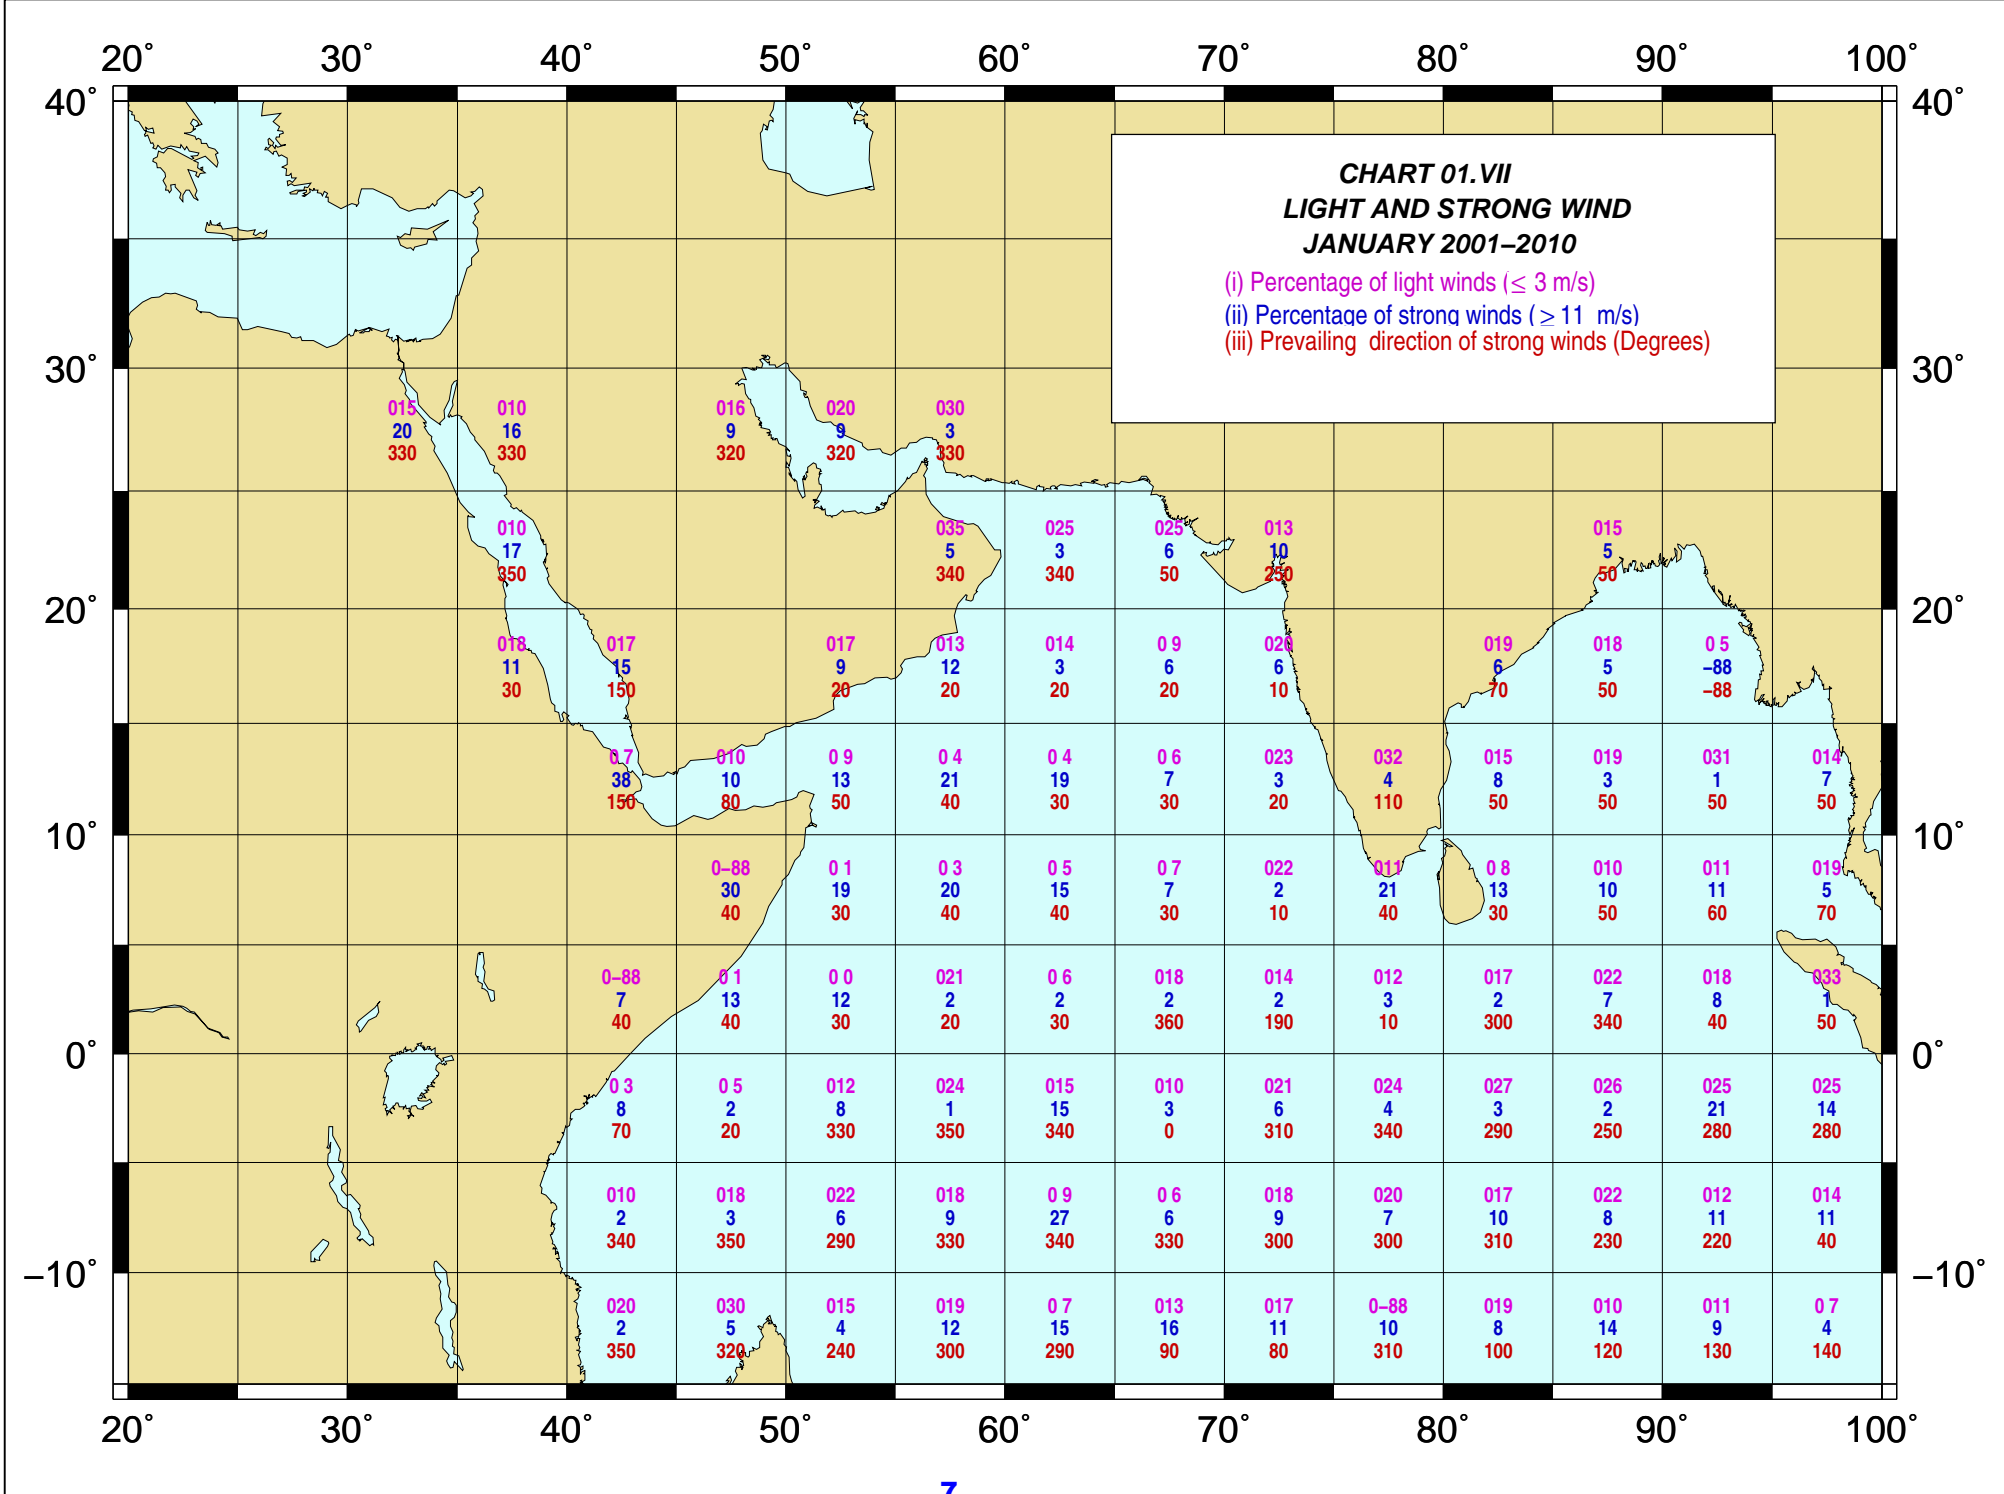 20° 30° 40° 50° 60° 70° 80° 90° 100°
40° 40°
CHART 01.VII
LIGHT AND STRONG WIND
JANUARY 2001–2010
(i) Percentage of light winds (≤ 3 m/s)
(ii) Percentage of strong winds (≥ 11 m/s)
(iii) Prevailing direction of strong winds (Degrees)
30° 30°
015 010 016 020 030
20 16 9 9 3
330 330 320 320 330
010 035 025 025 013 015
17 5 3 6 10 5
350 340 340 50 250 50
20° 20°
018 017 017 013 014 0 9 020 019 018 0 5
11 15 9 12 3 6 6 6 5 –88
30 150 20 20 20 20 10 70 50 –88
0 7 010 0 9 0 4 0 4 0 6 023 032 015 019 031 014
38 10 13 21 19 7 3 4 8 3 1 7
150 80 50 40 30 30 20 110 50 50 50 50
10° 10°
0–88 0 1 0 3 0 5 0 7 022 011 0 8 010 011 019
30 19 20 15 7 2 21 13 10 11 5
40 30 40 40 30 10 40 30 50 60 70
0–88 0 1 0 0 021 0 6 018 014 012 017 022 018 033
7 13 12 2 2 2 2 3 2 7 8 1
40 40 30 20 30 360 190 10 300 340 40 50
0° 0°
0 3 0 5 012 024 015 010 021 024 027 026 025 025
8 2 8 1 15 3 6 4 3 2 21 14
70 20 330 350 340 0 310 340 290 250 280 280
010 018 022 018 0 9 0 6 018 020 017 022 012 014
2 3 6 9 27 6 9 7 10 8 11 11
340 350 290 330 340 330 300 300 310 230 220 40
–10° –10°
020 030 015 019 0 7 013 017 0–88 019 010 011 0 7
2 5 4 12 15 16 11 10 8 14 9 4
350 320 240 300 290 90 80 310 100 120 130 140
20° 30° 40° 50° 60° 70° 80° 90° 100°
7